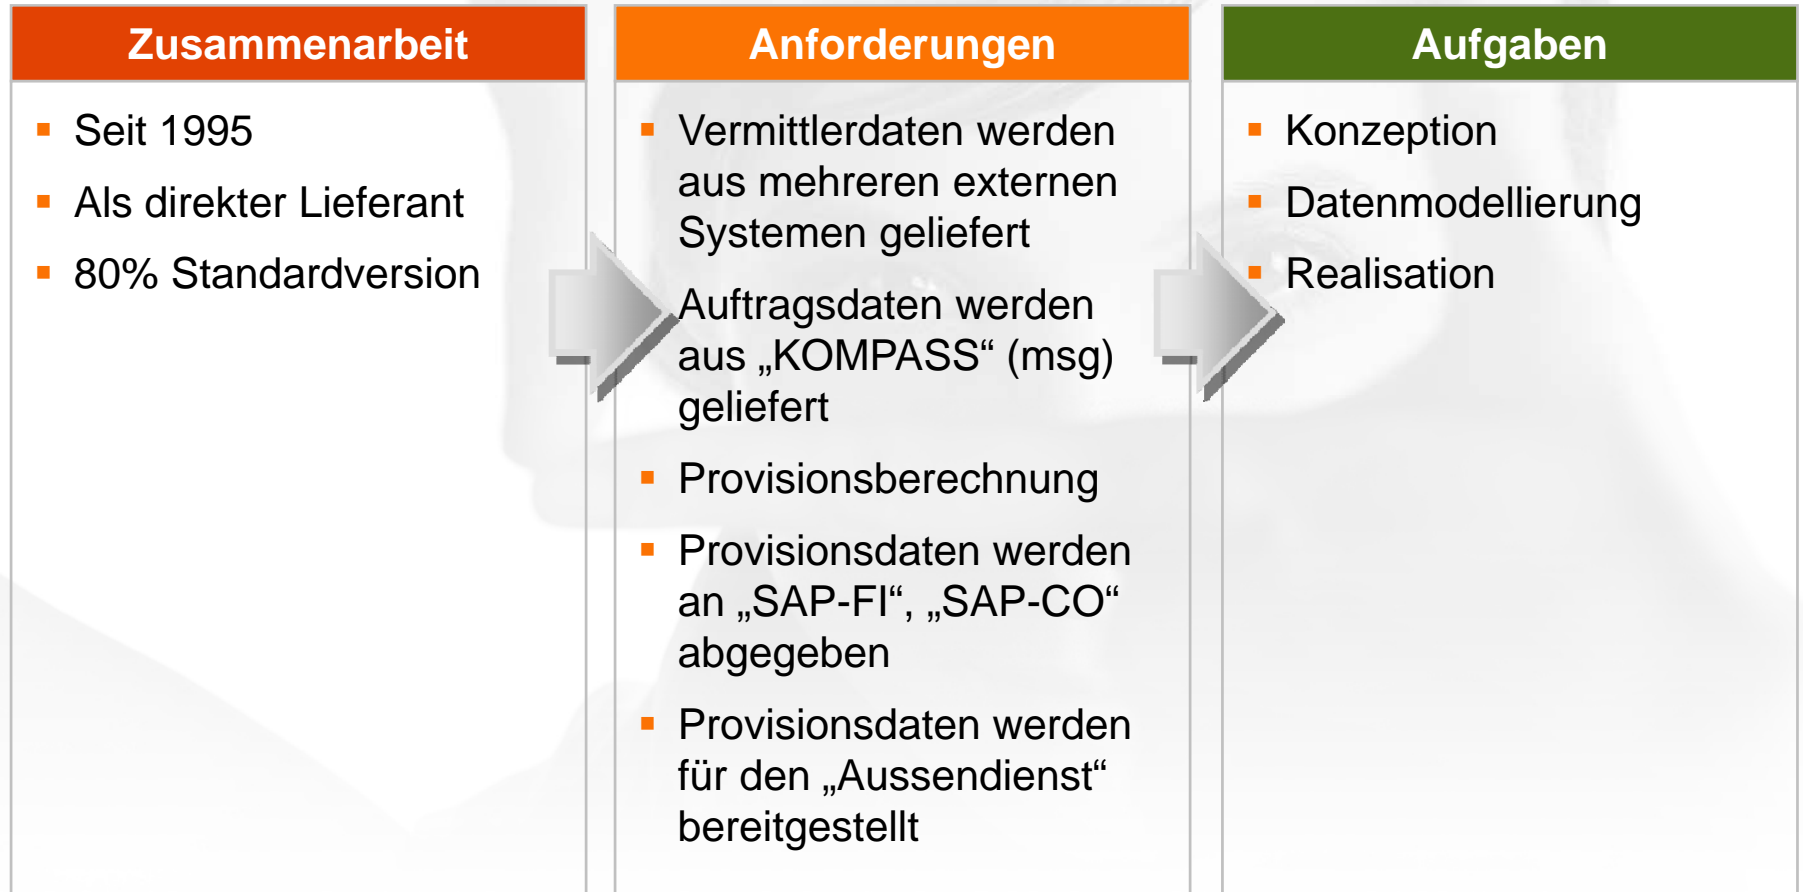 Zusammenarbeit
Seit 1995
Als direkter Lieferant
80% Standardversion
Anforderungen
Vermittlerdaten werden
aus mehreren externen
Systemen geliefert
Auftragsdaten werden
aus „KOMPASS“ (msg)
geliefert
Provisionsberechnung
Provisionsdaten werden
an „SAP-FI“, „SAP-CO“
abgegeben
Provisionsdaten werden
für den „Aussendienst“
bereitgestellt
Aufgaben
Konzeption
Datenmodellierung
Realisation